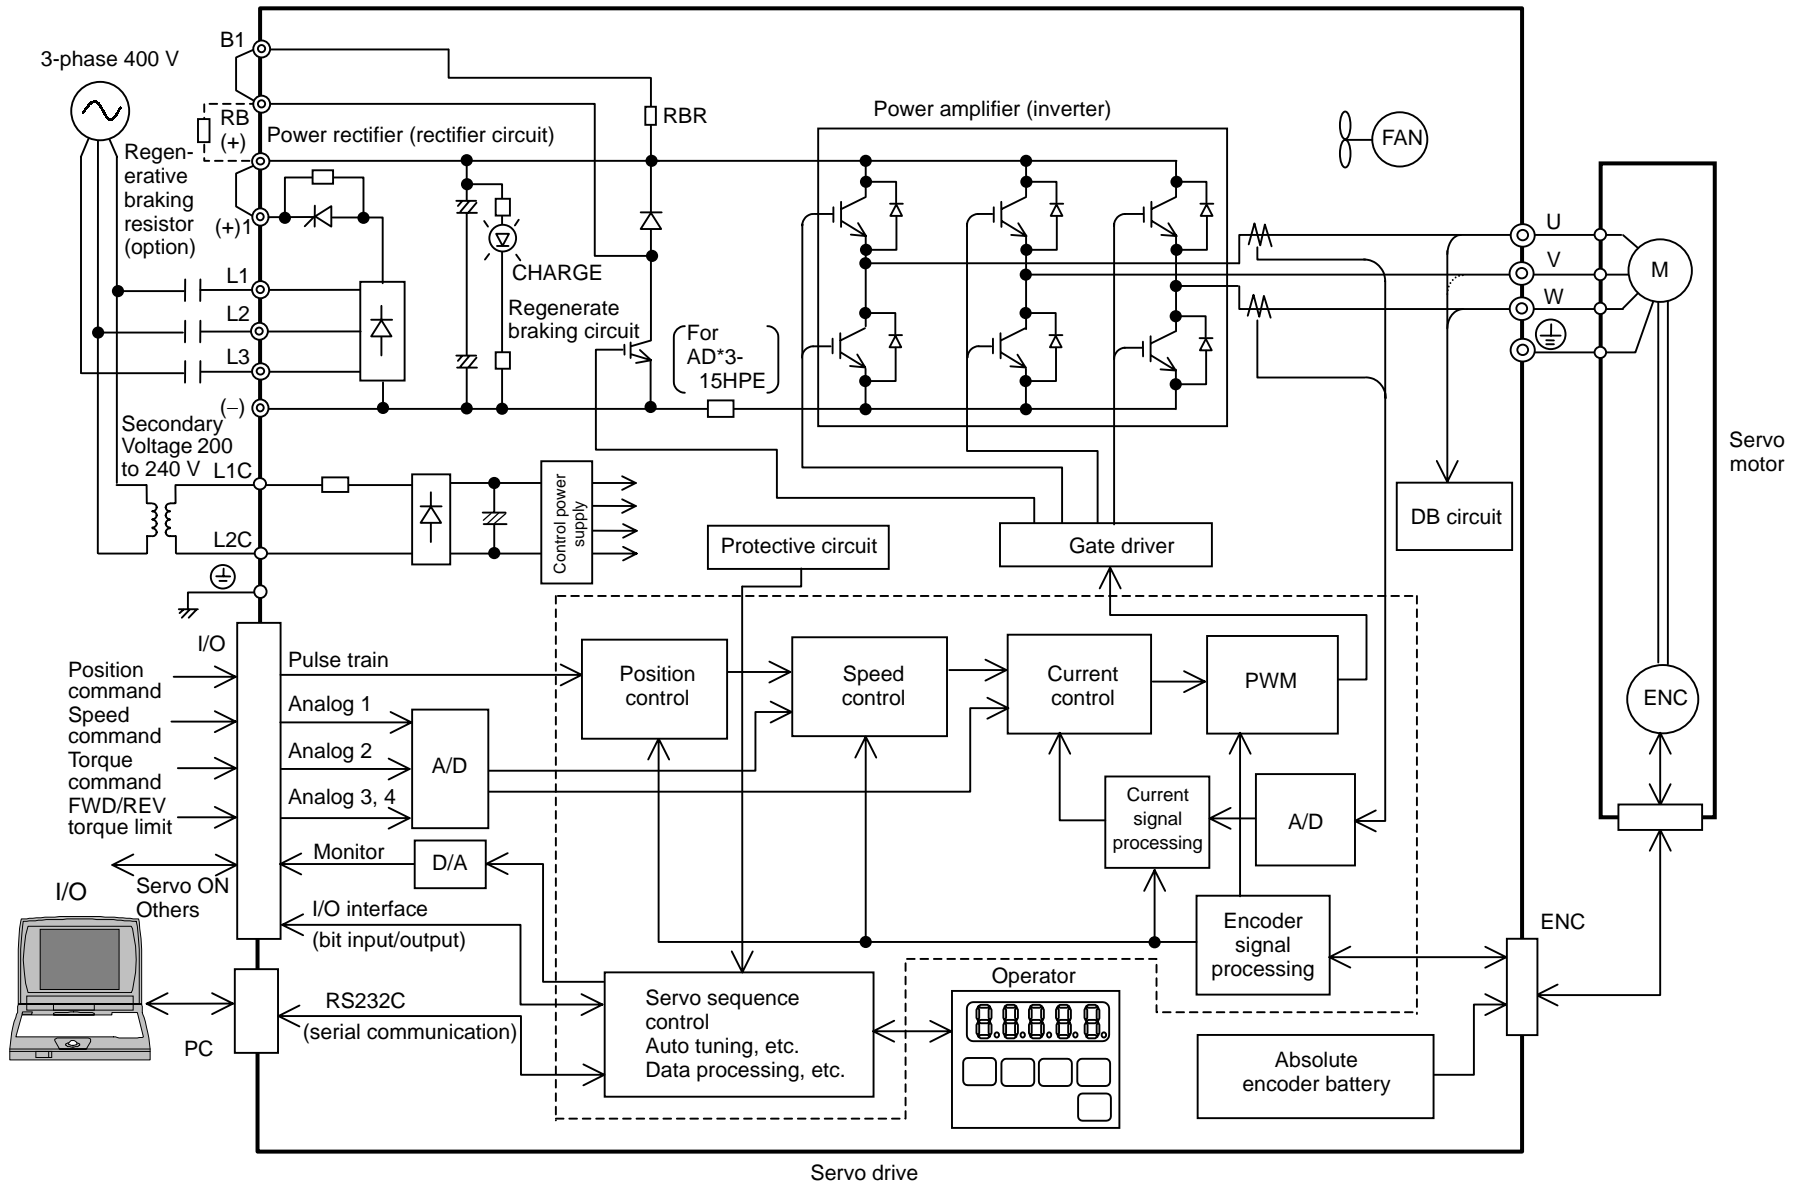 B1
3-phase 400 V
RB
(+)
Power rectifier (rectifier circuit)
RBR
Power amplifier (inverter)
FAN
Regen-
erative
braking
resistor
(option)
(+)1
CHARGE
Regenerate
braking circuit
For
AD*3-
15HPE
L1
L2
L3
(–)
U
V
W
M
Servo
motor
Secondary
Voltage 200
to 240 V
L1C
L2C
Control power
supply
Protective circuit
Gate driver
DB circuit
I/O
Position
command
Speed
command
Torque
command
FWD/REV
torque limit
Pulse train
Analog 1
Analog 2
Analog 3, 4
A/D
Position
control
Speed
control
Current
control
PWM
ENC
Current
signal
processing
A/D
Monitor
D/A
Servo ON
Others
I/O
I/O interface
(bit input/output)
Encoder
signal
processing
ENC
RS232C
(serial communication)
PC
Servo sequence
control
Auto tuning, etc.
Data processing, etc.
Operator
8.8.8.8.8.
Absolute
encoder battery
Servo drive